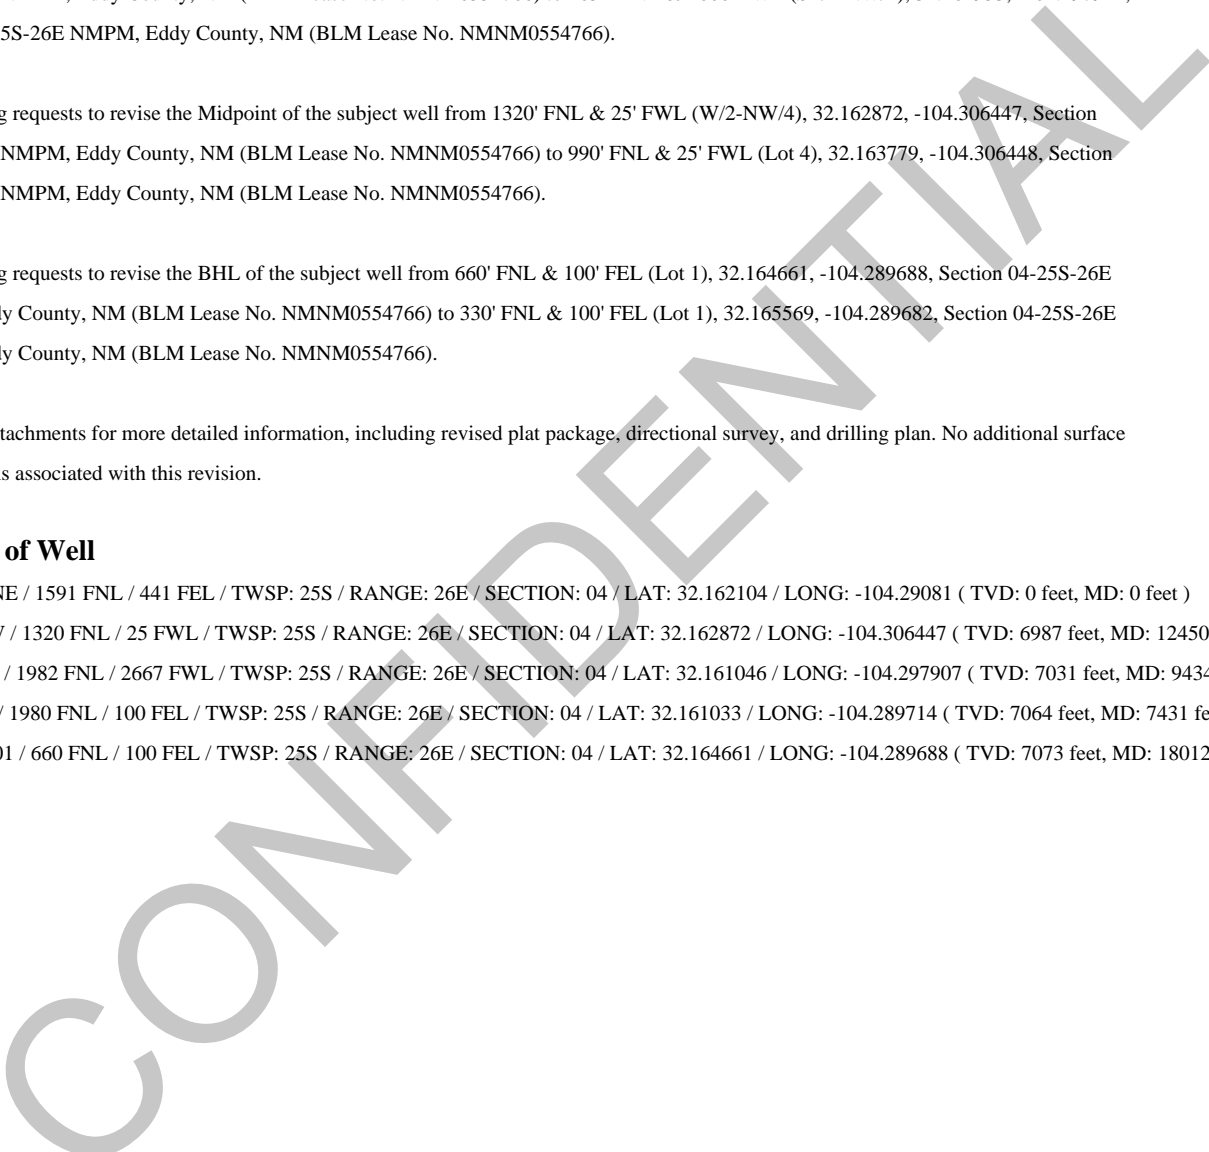 5S-26E NMPM, Eddy County, NM (BLM Lease No. NMNM0554766).
g requests to revise the Midpoint of the subject well from 1320' FNL & 25' FWL (W/2-NW/4), 32.162872, -104.306447, Section
NMPM, Eddy County, NM (BLM Lease No. NMNM0554766) to 990' FNL & 25' FWL (Lot 4), 32.163779, -104.306448, Section
NMPM, Eddy County, NM (BLM Lease No. NMNM0554766).
g requests to revise the BHL of the subject well from 660' FNL & 100' FEL (Lot 1), 32.164661, -104.289688, Section 04-25S-26E
dy County, NM (BLM Lease No. NMNM0554766) to 330' FNL & 100' FEL (Lot 1), 32.165569, -104.289682, Section 04-25S-26E
dy County, NM (BLM Lease No. NMNM0554766).
tachments for more detailed information, including revised plat package, directional survey, and drilling plan. No additional surface
s associated with this revision.
of Well
NE / 1591 FNL / 441 FEL / TWSP: 25S / RANGE: 26E / SECTION: 04 / LAT: 32.162104 / LONG: -104.29081 ( TVD: 0 feet, MD: 0 feet )
/ 1320 FNL / 25 FWL / TWSP: 25S / RANGE: 26E / SECTION: 04 / LAT: 32.162872 / LONG: -104.306447 ( TVD: 6987 feet, MD: 12450
/ 1982 FNL / 2667 FWL / TWSP: 25S / RANGE: 26E / SECTION: 04 / LAT: 32.161046 / LONG: -104.297907 ( TVD: 7031 feet, MD: 9434
/ 1980 FNL / 100 FEL / TWSP: 25S / RANGE: 26E / SECTION: 04 / LAT: 32.161033 / LONG: -104.289714 ( TVD: 7064 feet, MD: 7431 fe
01 / 660 FNL / 100 FEL / TWSP: 25S / RANGE: 26E / SECTION: 04 / LAT: 32.164661 / LONG: -104.289688 ( TVD: 7073 feet, MD: 18012
CONFIDENTIAL